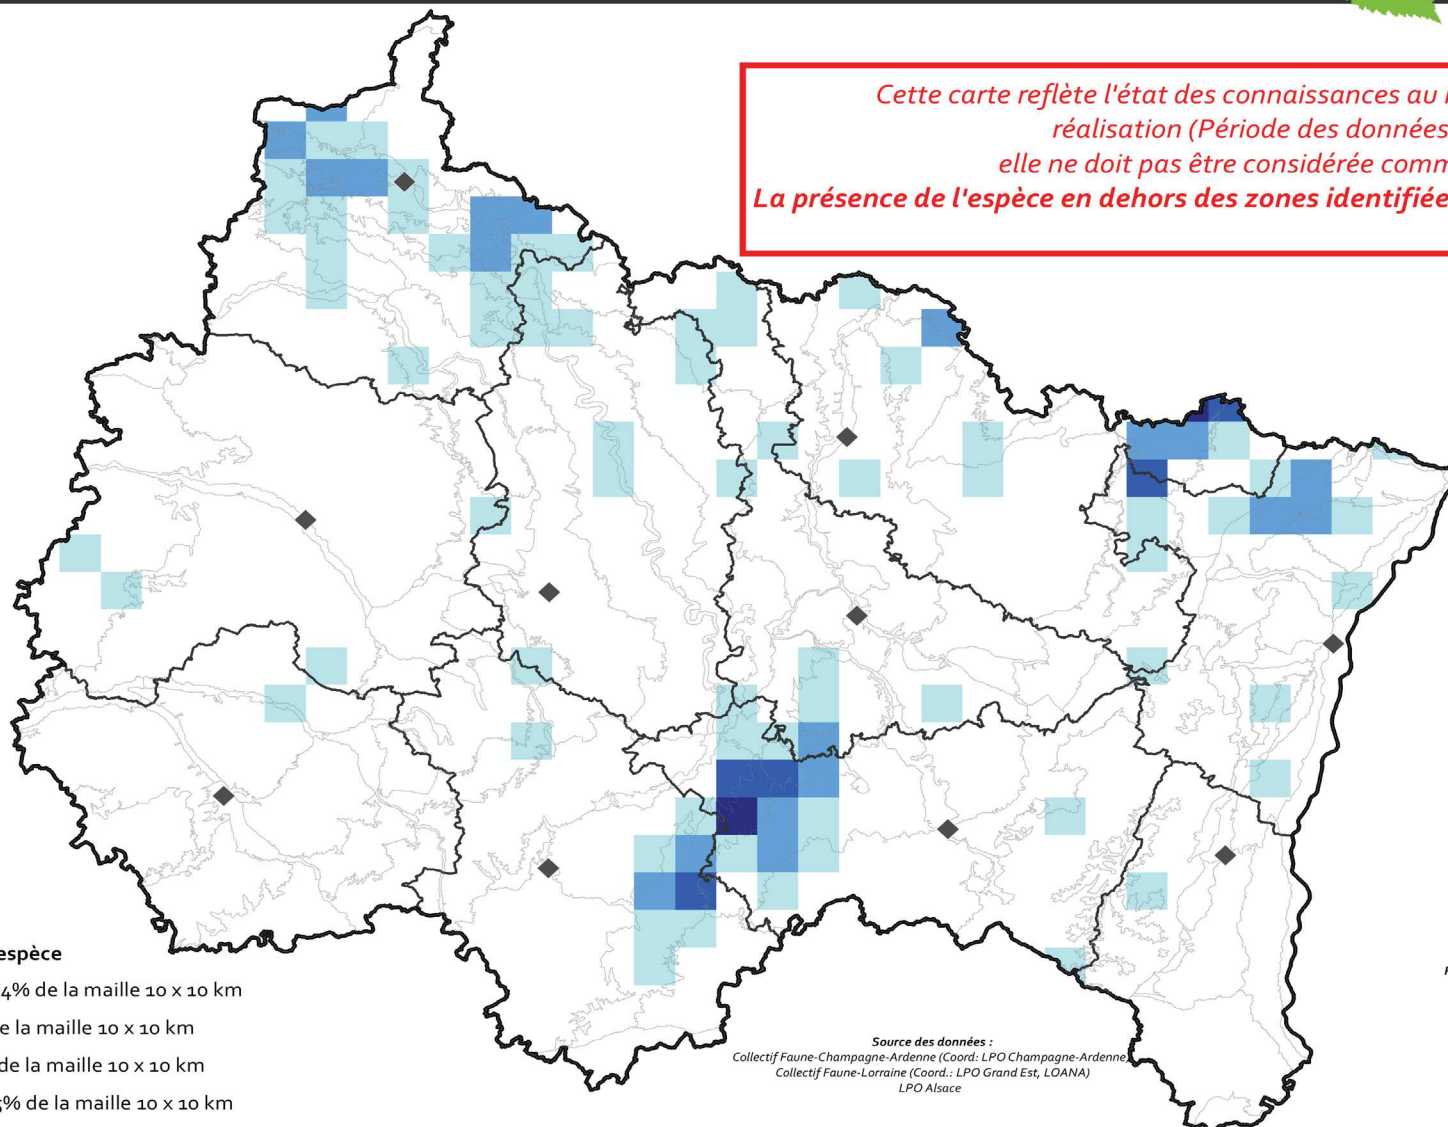 Cette carte reflète l'état des connaissances au
réalisation (Période des données
elle ne doit pas être considérée comm
La présence de l'espèce en dehors des zones identifiée
espèce
4% de la maille 10 x 10 km
e la maille 10 x 10 km
de la maille 10 x 10 km
5% de la maille 10 x 10 km
Source des données :
Collectif Faune-Champagne-Ardenne (Coord: LPO Champagne-Ardenne)
Collectif Faune-Lorraine (Coord.: LPO Grand Est, LOANA)
LPO Alsace